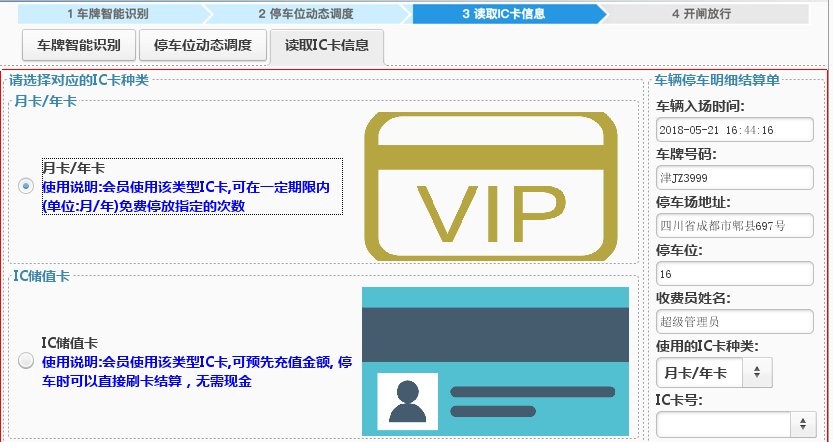 1 车牌智能识别
2 停车位动态调度
3 读取IC卡信息
4 开闸放行
车牌智能识别
停车位动态调度
读取IC卡信息
请选择对应的IC卡种类
月卡/年卡
月卡/年卡
使用说明:会员使用该类型IC卡,可在一定期限内
(单位:月/年)免费停放指定的次数
VIP
IC储值卡
IC储值卡
使用说明:会员使用该类型IC卡,可预先充值金额, 停
车时可以直接刷卡结算，无需现金
车辆停车明细结算单
车辆入场时间:
2018-05-21 16:44:16
车牌号码:
津JZ3999
停车场地址:
四川省成都市郫县697号
停车位:
16
收费员姓名:
超级管理员
使用的IC卡种类:
月卡/年卡
IC卡号: